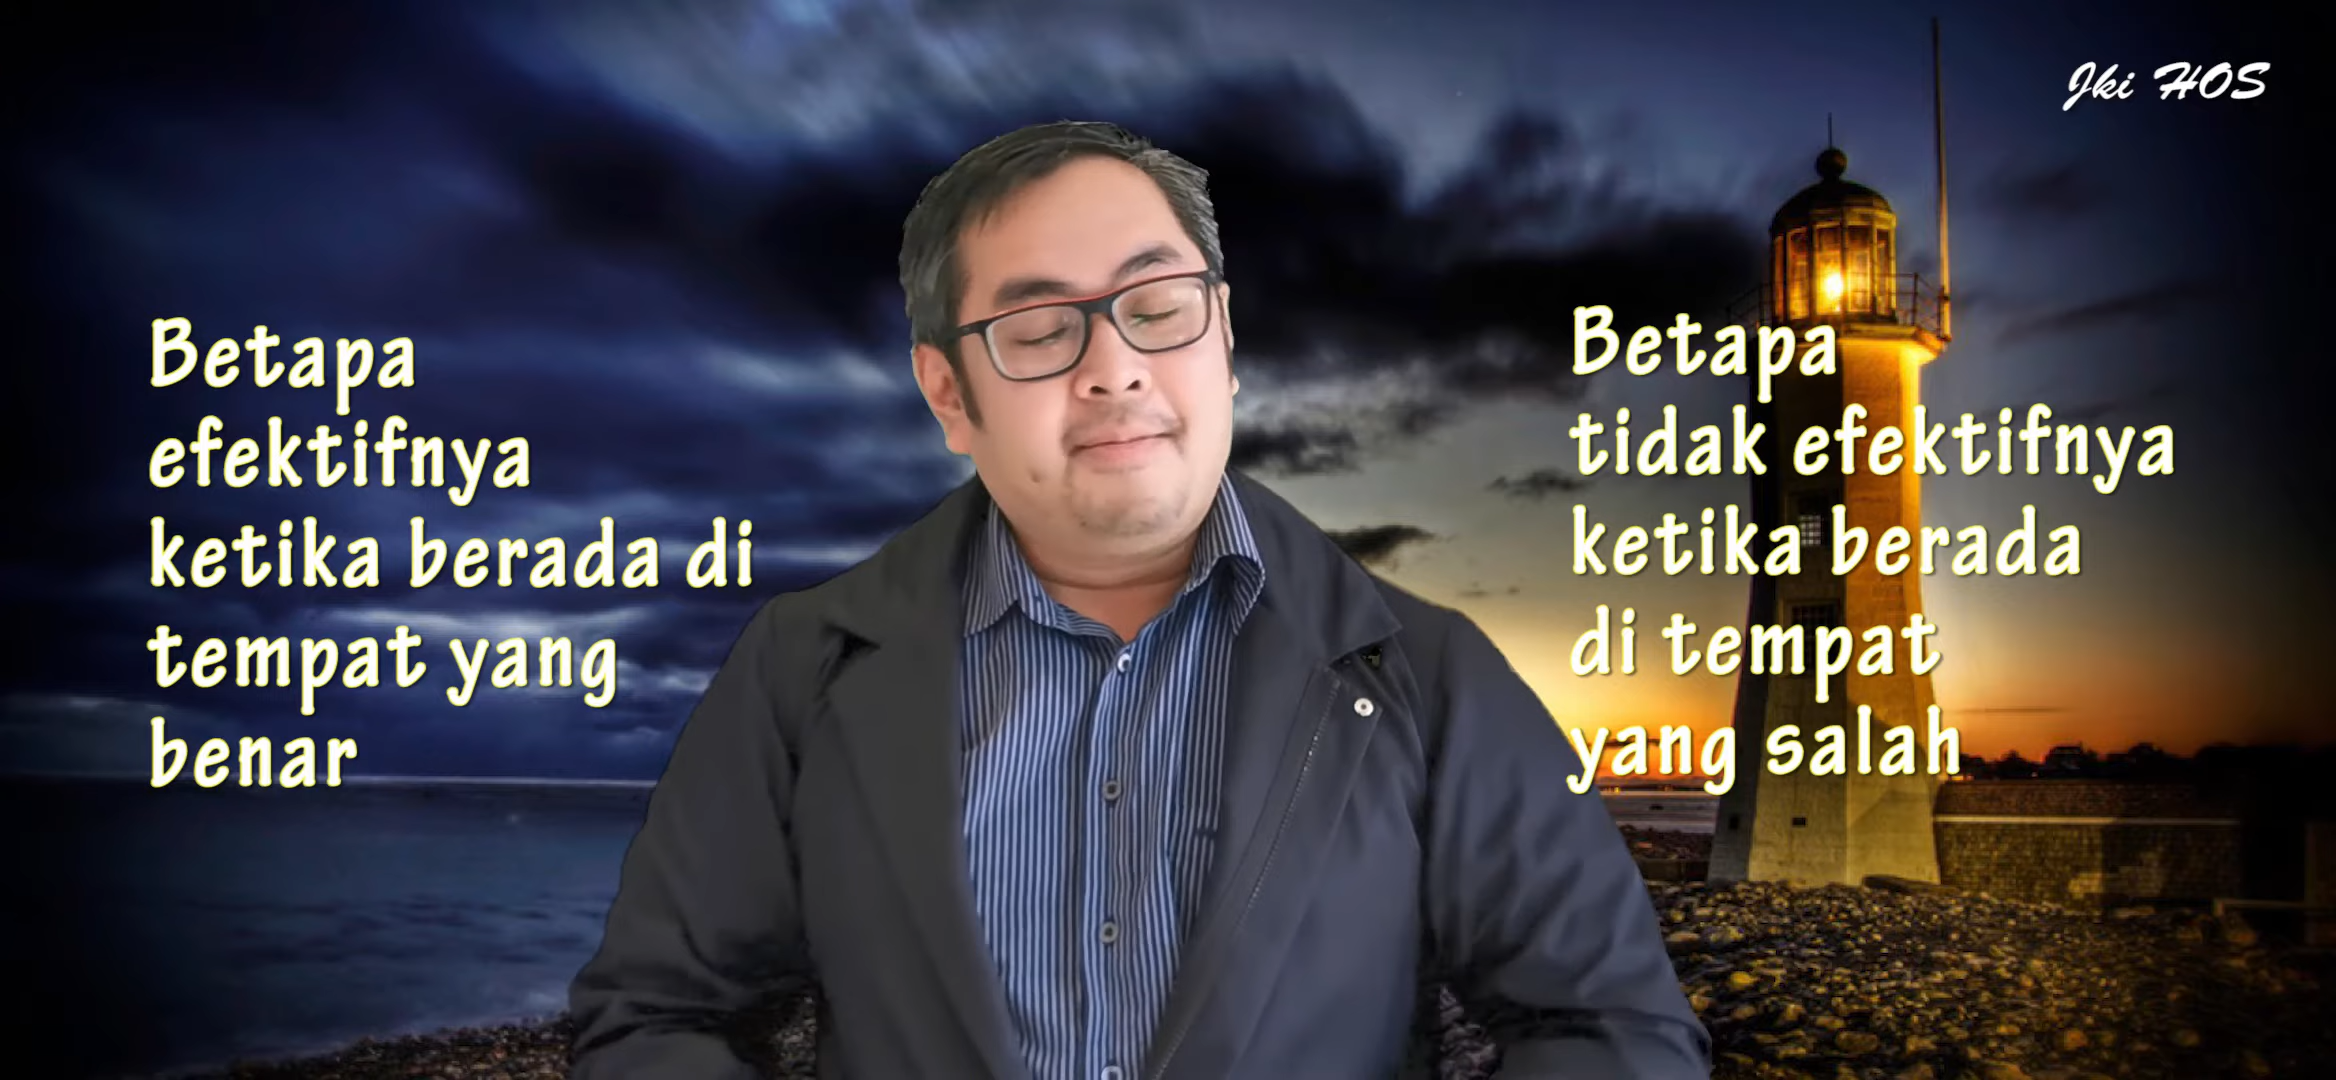 Jki HOS
Betapa
efektifnya
ketika berada di
tempat yang
benar
Betapa
tidak efektifnya
ketika berada
di tempat
yang salah